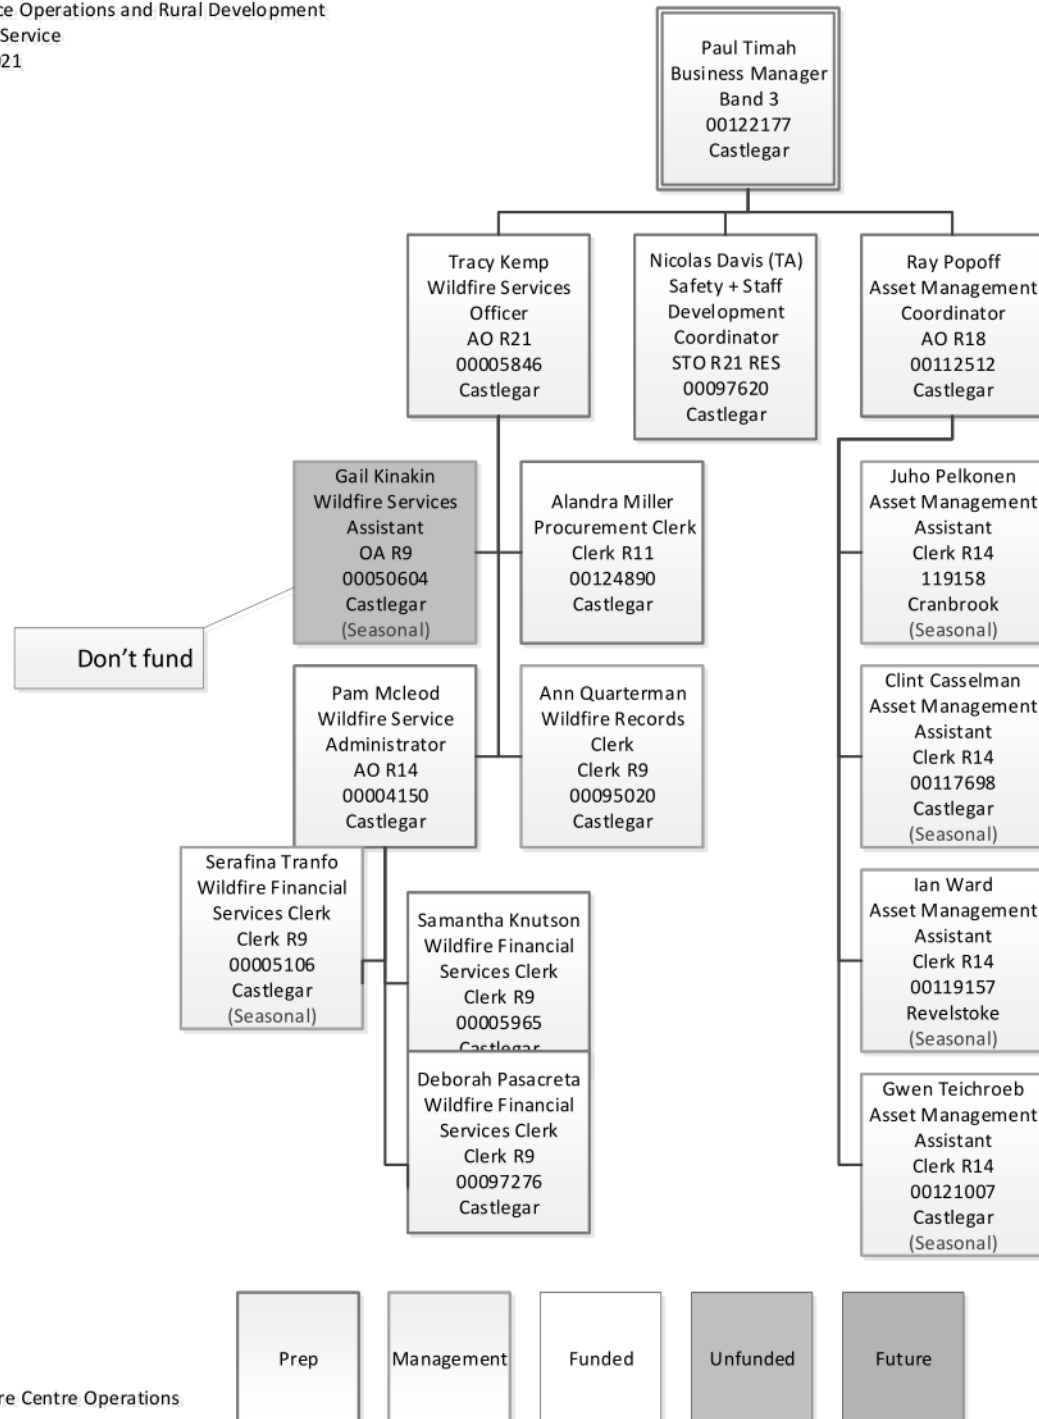 ce Operations and Rural Development
Service
021
Paul Timah
Business Manager
Band 3
00122177
Castlegar
Tracy Kemp
Wildfire Services
Officer
AO R21
00005846
Castlegar
Nicolas Davis (TA)
Safety + Staff
Development
Coordinator
STO R21 RES
00097620
Castlegar
Ray Popoff
Asset Management
Coordinator
AO R18
00112512
Castlegar
Gail Kinakin
Wildfire Services
Assistant
OA R9
00050604
Castlegar
(Seasonal)
Alandra Miller
Procurement Clerk
Clerk R11
00124890
Castlegar
Juho Pelkonen
Asset Management
Assistant
Clerk R14
119158
Cranbrook
(Seasonal)
Don't fund
Pam Mcleod
Wildfire Service
Administrator
AO R14
00004150
Castlegar
Ann Quarterman
Wildfire Records
Clerk
Clerk R9
00095020
Castlegar
Clint Casselman
Asset Management
Assistant
Clerk R14
00117698
Castlegar
(Seasonal)
Serafina Tranfo
Wildfire Financial
Services Clerk
Clerk R9
00005106
Castlegar
(Seasonal)
Samantha Knutson
Wildfire Financial
Services Clerk
Clerk R9
00005965
Castlegar
Ian Ward
Asset Management
Assistant
Clerk R14
00119157
Revelstoke
(Seasonal)
Deborah Pasacreta
Wildfire Financial
Services Clerk
Clerk R9
00097276
Castlegar
Gwen Teichroeb
Asset Management
Assistant
Clerk R14
00121007
Castlegar
(Seasonal)
Prep
Management
Funded
Unfunded
Future
re Centre Operations